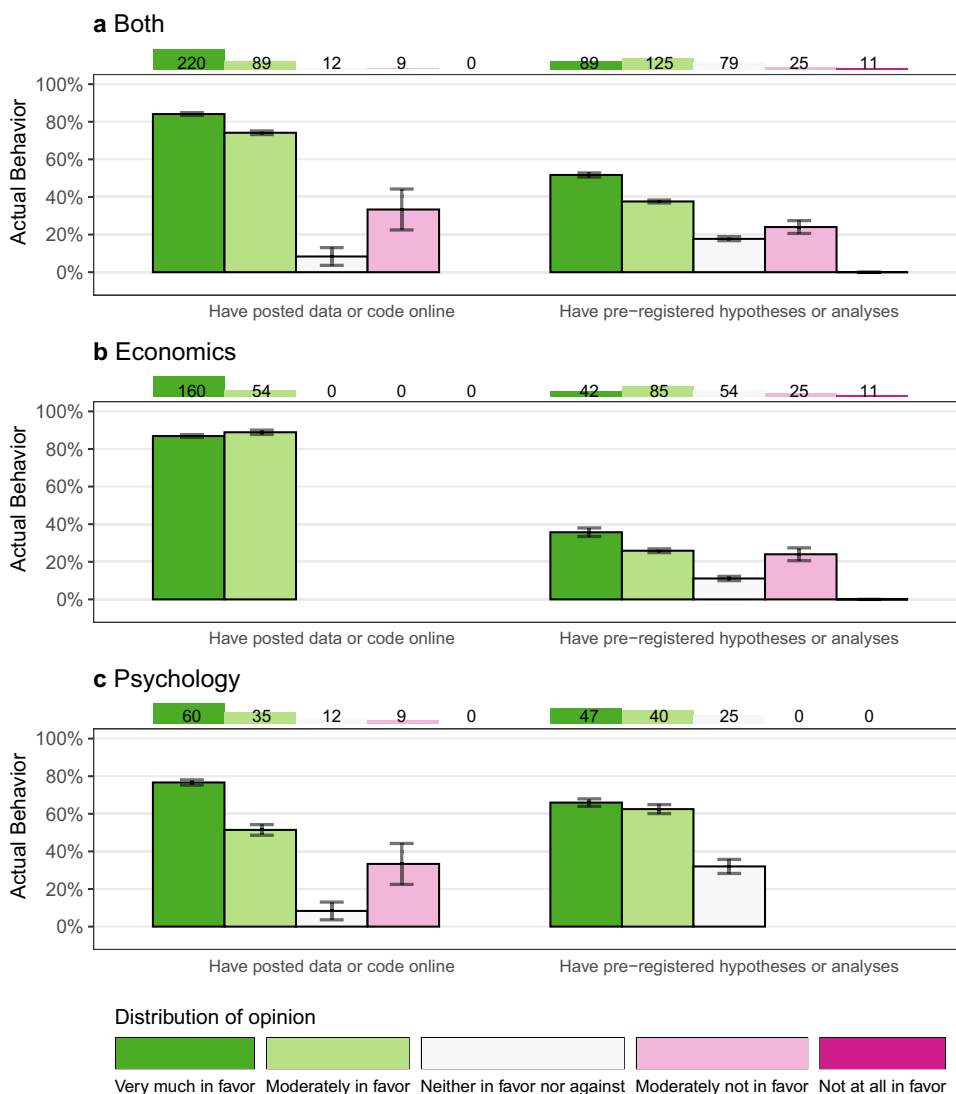 a Both
220 89 12 9 0 89 125 79 25 11
100%
80%
60%
40%
20%
0%
Actual Behavior
Have posted data or code online Have pre−registered hypotheses or analyses
b Economics
160 54 0 0 0 42 85 54 25 11
100%
80%
60%
40%
20%
0%
Actual Behavior
Have posted data or code online Have pre−registered hypotheses or analyses
c Psychology
60 35 12 9 0 47 40 25 0 0
100%
80%
60%
40%
20%
0%
Actual Behavior
Have posted data or code online Have pre−registered hypotheses or analyses
Distribution of opinion
Very much in favor Moderately in favor Neither in favor nor against Moderately not in favor Not at all in favor